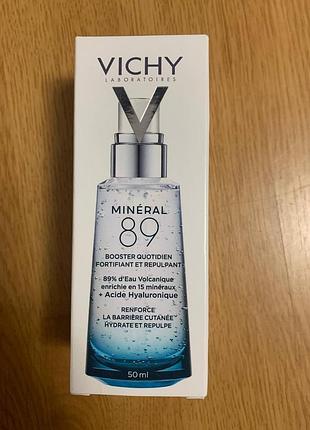 VICHY
LABORATOIRES
MINÉRAL
89
BOOSTER QUOTIDIEN
FORTIFIANT ET REPULPANT
89% d'Eau Volcanique
enrichie en 15 minéraux
+ Acide Hyaluronique
RENFORCE
LA BARRIÈRE CUTANÉE
HYDRATE ET REPULPE
50 ml